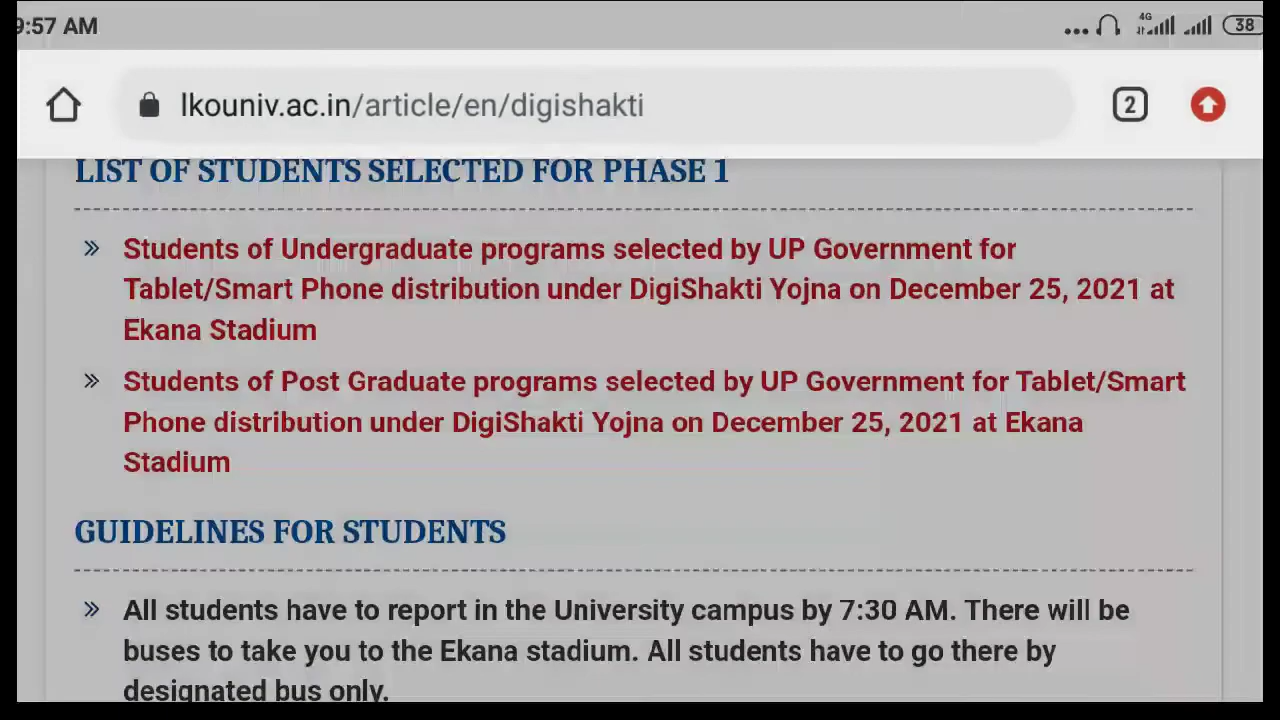 9:57 AM
4G
38
lkouniv.ac.in/article/en/digishakti
2
LIST OF STUDENTS SELECTED FOR PHASE 1
» Students of Undergraduate programs selected by UP Government for
Tablet/Smart Phone distribution under DigiShakti Yojna on December 25, 2021 at
Ekana Stadium
» Students of Post Graduate programs selected by UP Government for Tablet/Smart
Phone distribution under DigiShakti Yojna on December 25, 2021 at Ekana
Stadium
GUIDELINES FOR STUDENTS
» All students have to report in the University campus by 7:30 AM. There will be
buses to take you to the Ekana stadium. All students have to go there by
designated bus only.